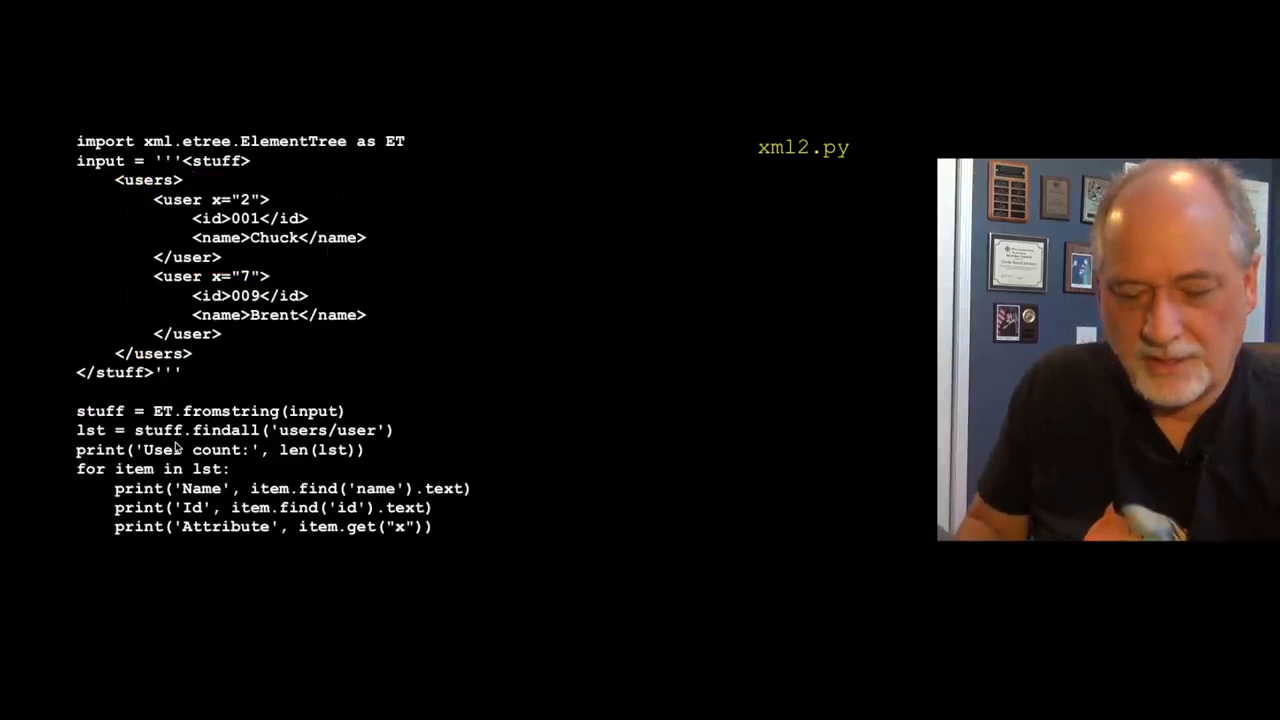 import xml.etree.ElementTree as ET
input = '''<stuff>
    <users>
        <user x="2">
            <id>001</id>
            <name>Chuck</name>
        </user>
        <user x="7">
            <id>009</id>
            <name>Brent</name>
        </user>
    </users>
</stuff>'''

stuff = ET.fromstring(input)
lst = stuff.findall('users/user')
print('User count:', len(lst))
for item in lst:
    print('Name', item.find('name').text)
    print('Id', item.find('id').text)
    print('Attribute', item.get("x"))
xml2.py